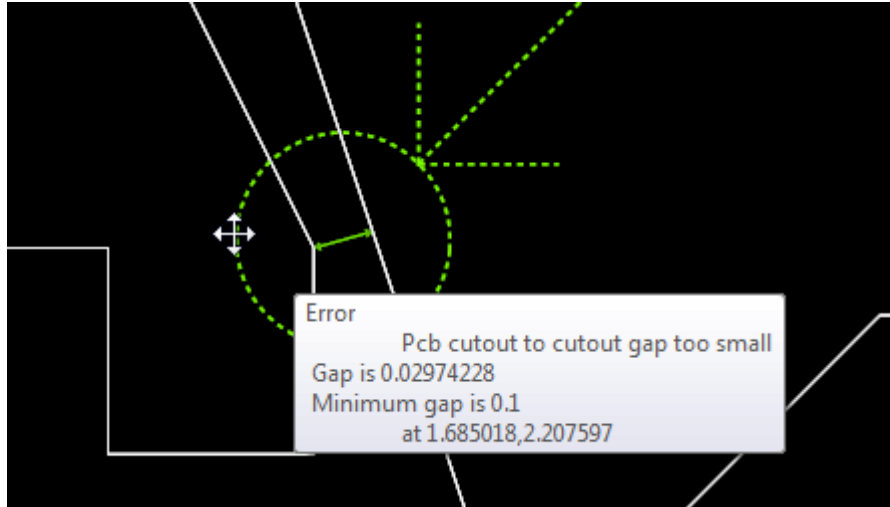 Error
Pcb cutout to cutout gap too small
Gap is 0.02974228
Minimum gap is 0.1
at 1.685018,2.207597